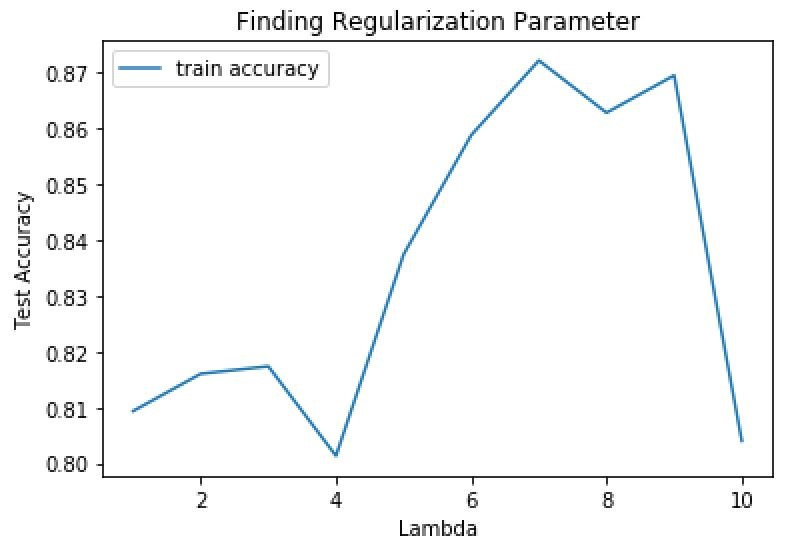 Finding Regularization Parameter
train accuracy
Test Accuracy
0.87
0.86
0.85
0.84
0.83
0.82
0.81
0.80
2 4 6 8 10
Lambda